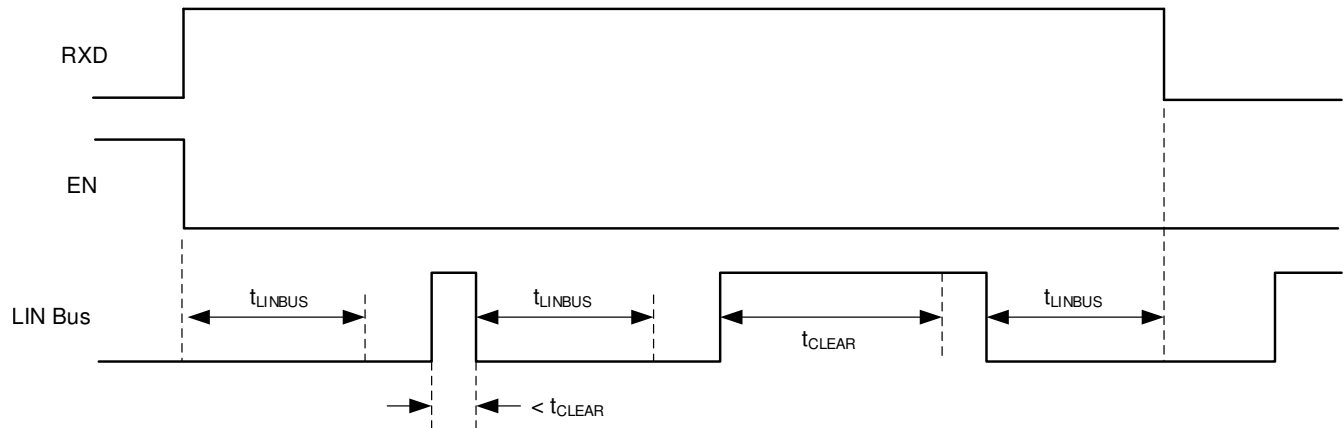 RXD
EN
LIN Bus
tLINBUS
tLINBUS
tCLEAR
tLINBUS
< tCLEAR